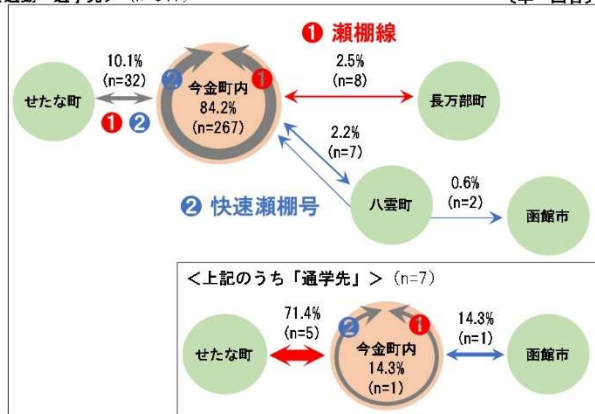 ❶ 瀬棚線
10.1%
(n=32)
せたな町
❶ ❷
❷ ❶
今金町内
84.2%
(n=267)
2.5%
(n=8)
長万部町
2.2%
(n=7)
❷ 快速瀬棚号
八雲町
0.6%
(n=2)
函館市
＜上記のうち「通学先」＞ (n=7)
71.4%
(n=5)
せたな町
❷ ❶
今金町内
14.3%
(n=1)
14.3%
(n=1)
函館市